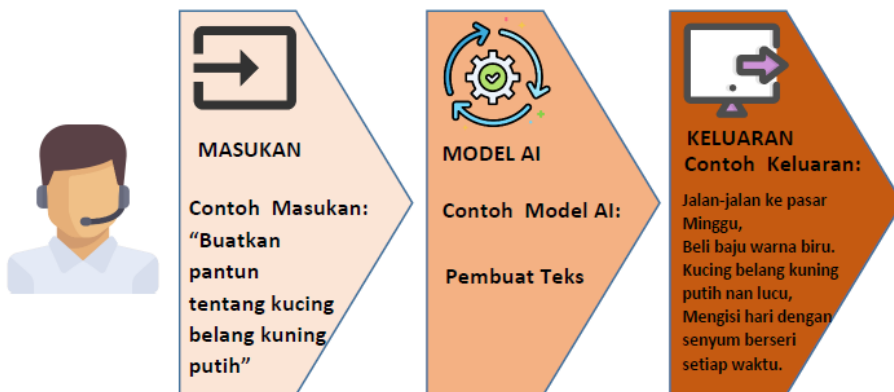 MASUKAN
Contoh Masukan:
“Buatkan
pantun
tentang kucing
belang kuning
putih”
MODEL AI
Contoh Model AI:
Pembuat Teks
KELUARAN
Contoh Keluaran:
Jalan-jalan ke pasar
Minggu,
Beli baju warna biru.
Kucing belang kuning
putih nan lucu,
Mengisi hari dengan
senyum berseri
setiap waktu.